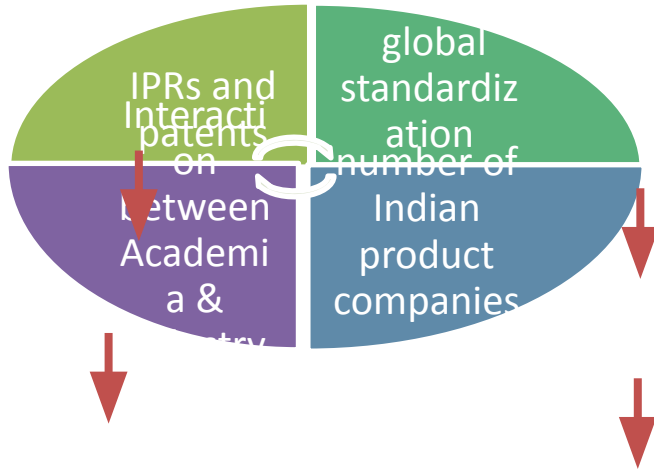 IPRs and
patents
global
standardiz
ation
Interacti
on
between
Academi
a &
number of
Indian
product
companies